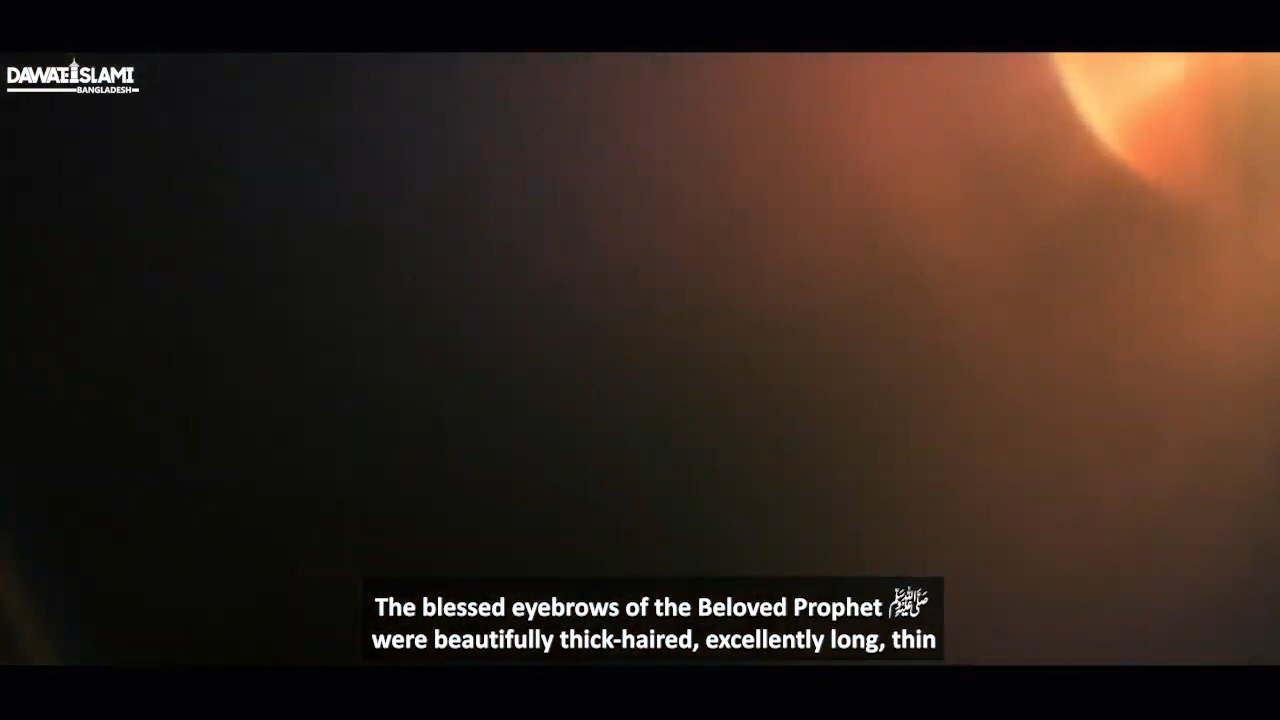 DAWATEISLAMI
BANGLADESH
The blessed eyebrows of the Beloved Prophet ﷺ
were beautifully thick-haired, excellently long, thin